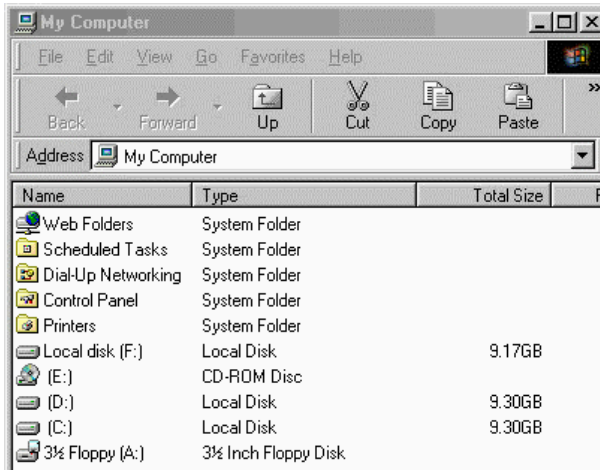 My Computer
File Edit View Go Favorites Help
Back Forward Up Cut Copy Paste »
Address My Computer
Name Type Total Size F
Web Folders System Folder
Scheduled Tasks System Folder
Dial-Up Networking System Folder
Control Panel System Folder
Printers System Folder
Local disk (F:) Local Disk 9.17GB
(E:) CD-ROM Disc
(D:) Local Disk 9.30GB
(C:) Local Disk 9.30GB
3½ Floppy (A:) 3½ Inch Floppy Disk